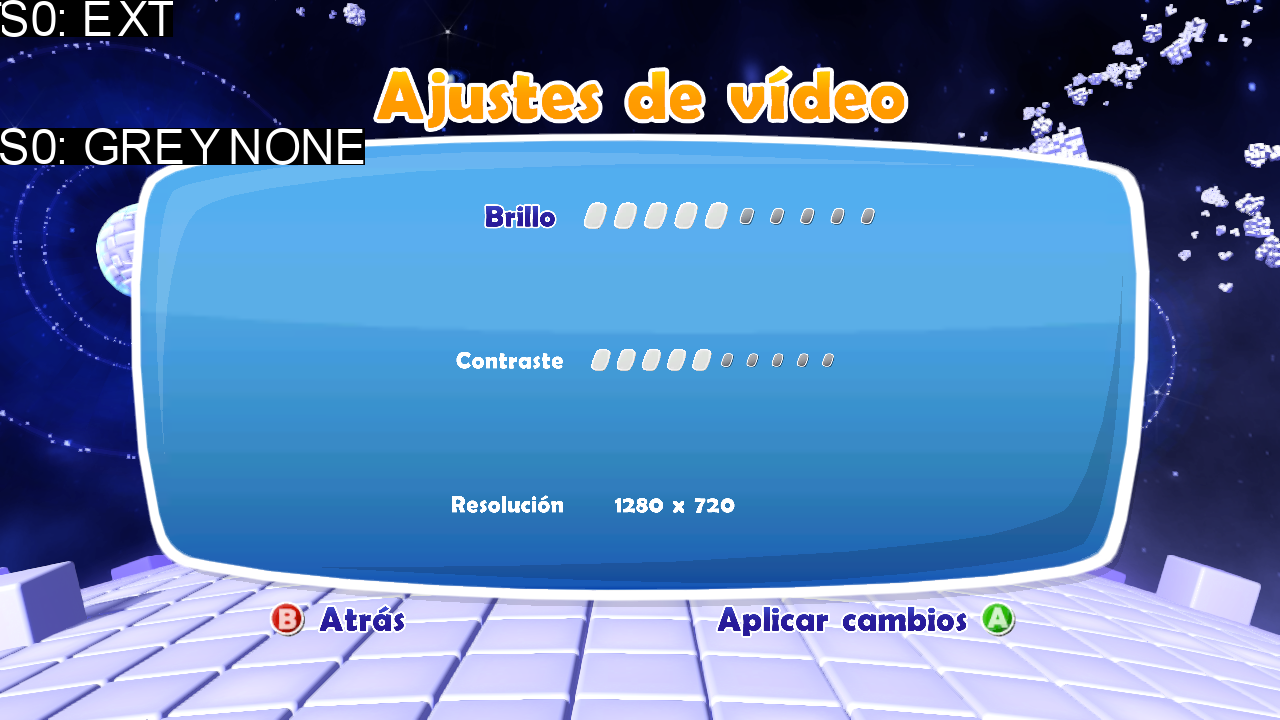 S0: EXT
Ajustes de vídeo
S0: GREY NONE
Brillo
Contraste
Resolución 1280 x 720
B Atrás Aplicar cambios A